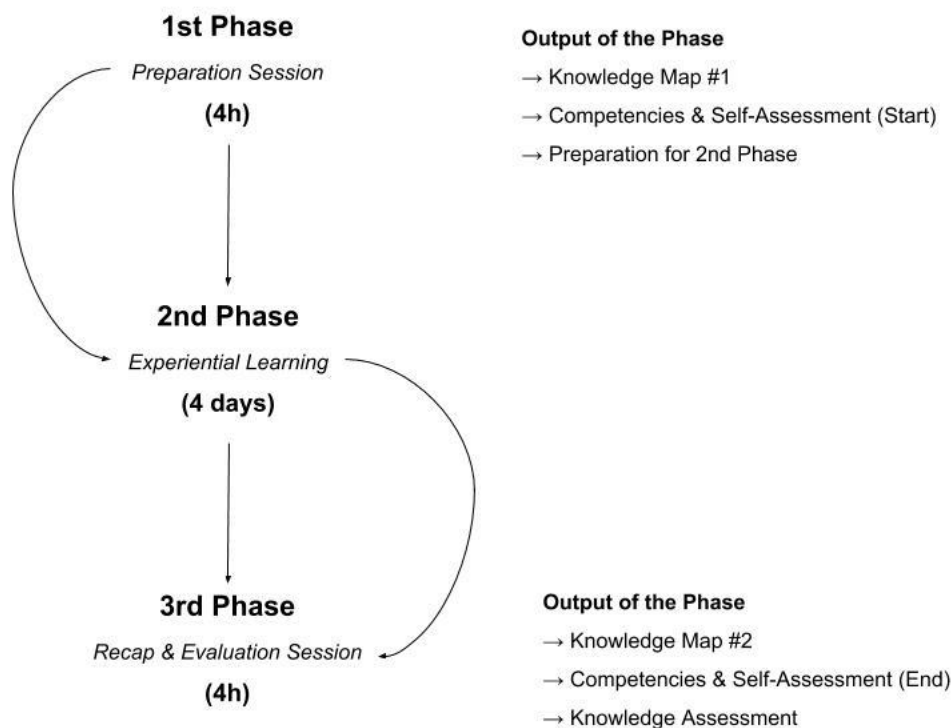 1st Phase
Preparation Session
(4h)
Output of the Phase
→ Knowledge Map #1
→ Competencies & Self-Assessment (Start)
→ Preparation for 2nd Phase
2nd Phase
Experiential Learning
(4 days)
3rd Phase
Recap & Evaluation Session
(4h)
Output of the Phase
→ Knowledge Map #2
→ Competencies & Self-Assessment (End)
→ Knowledge Assessment